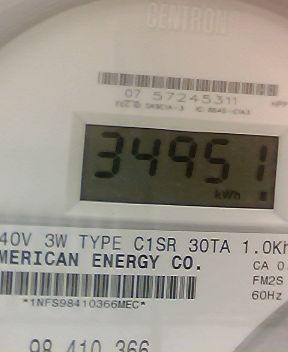 CENTRON
07 57245311
34951
kWh
40V 3W TYPE C1SR 30TA 1.0Kh
MERICAN ENERGY CO.
CA 0.
FM2S
60Hz
*1NFS98410366MEC*
98 410 366